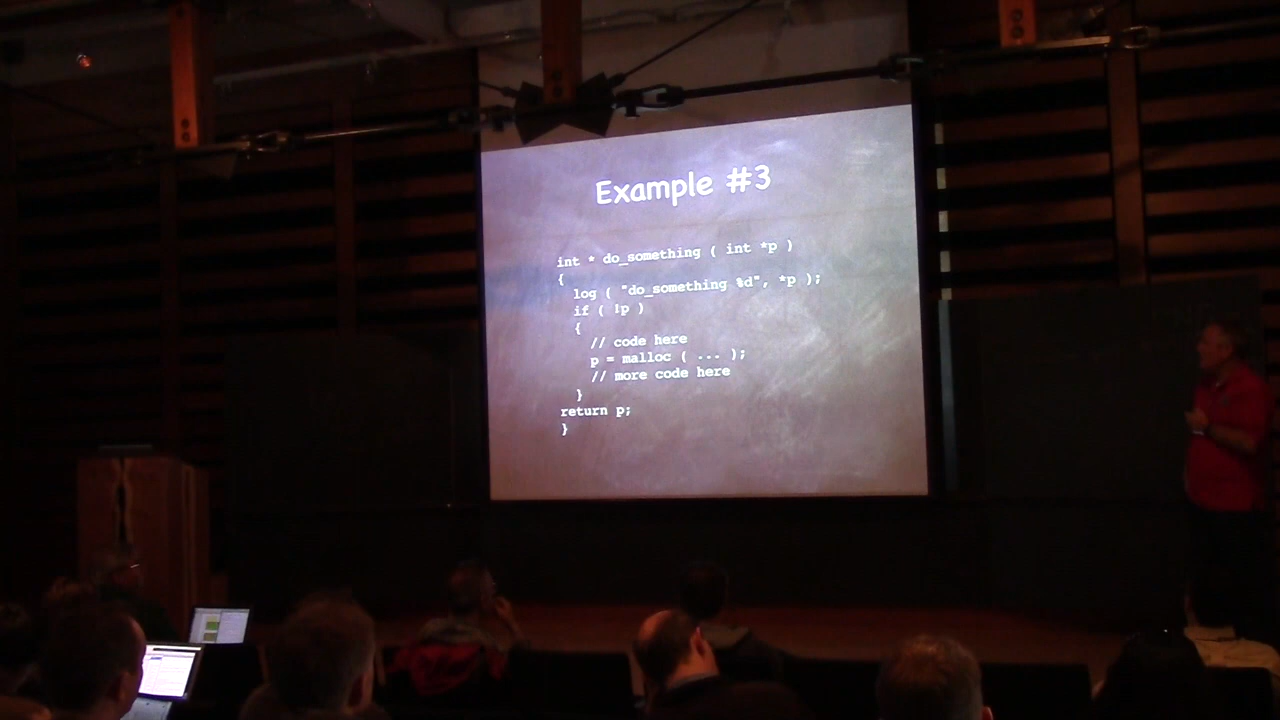 Example #3
int * do_something ( int *p )
{
log ( "do_something %d", *p );
if ( !p )
{
// code here
p = malloc ( ... );
// more code here
}
return p;
}